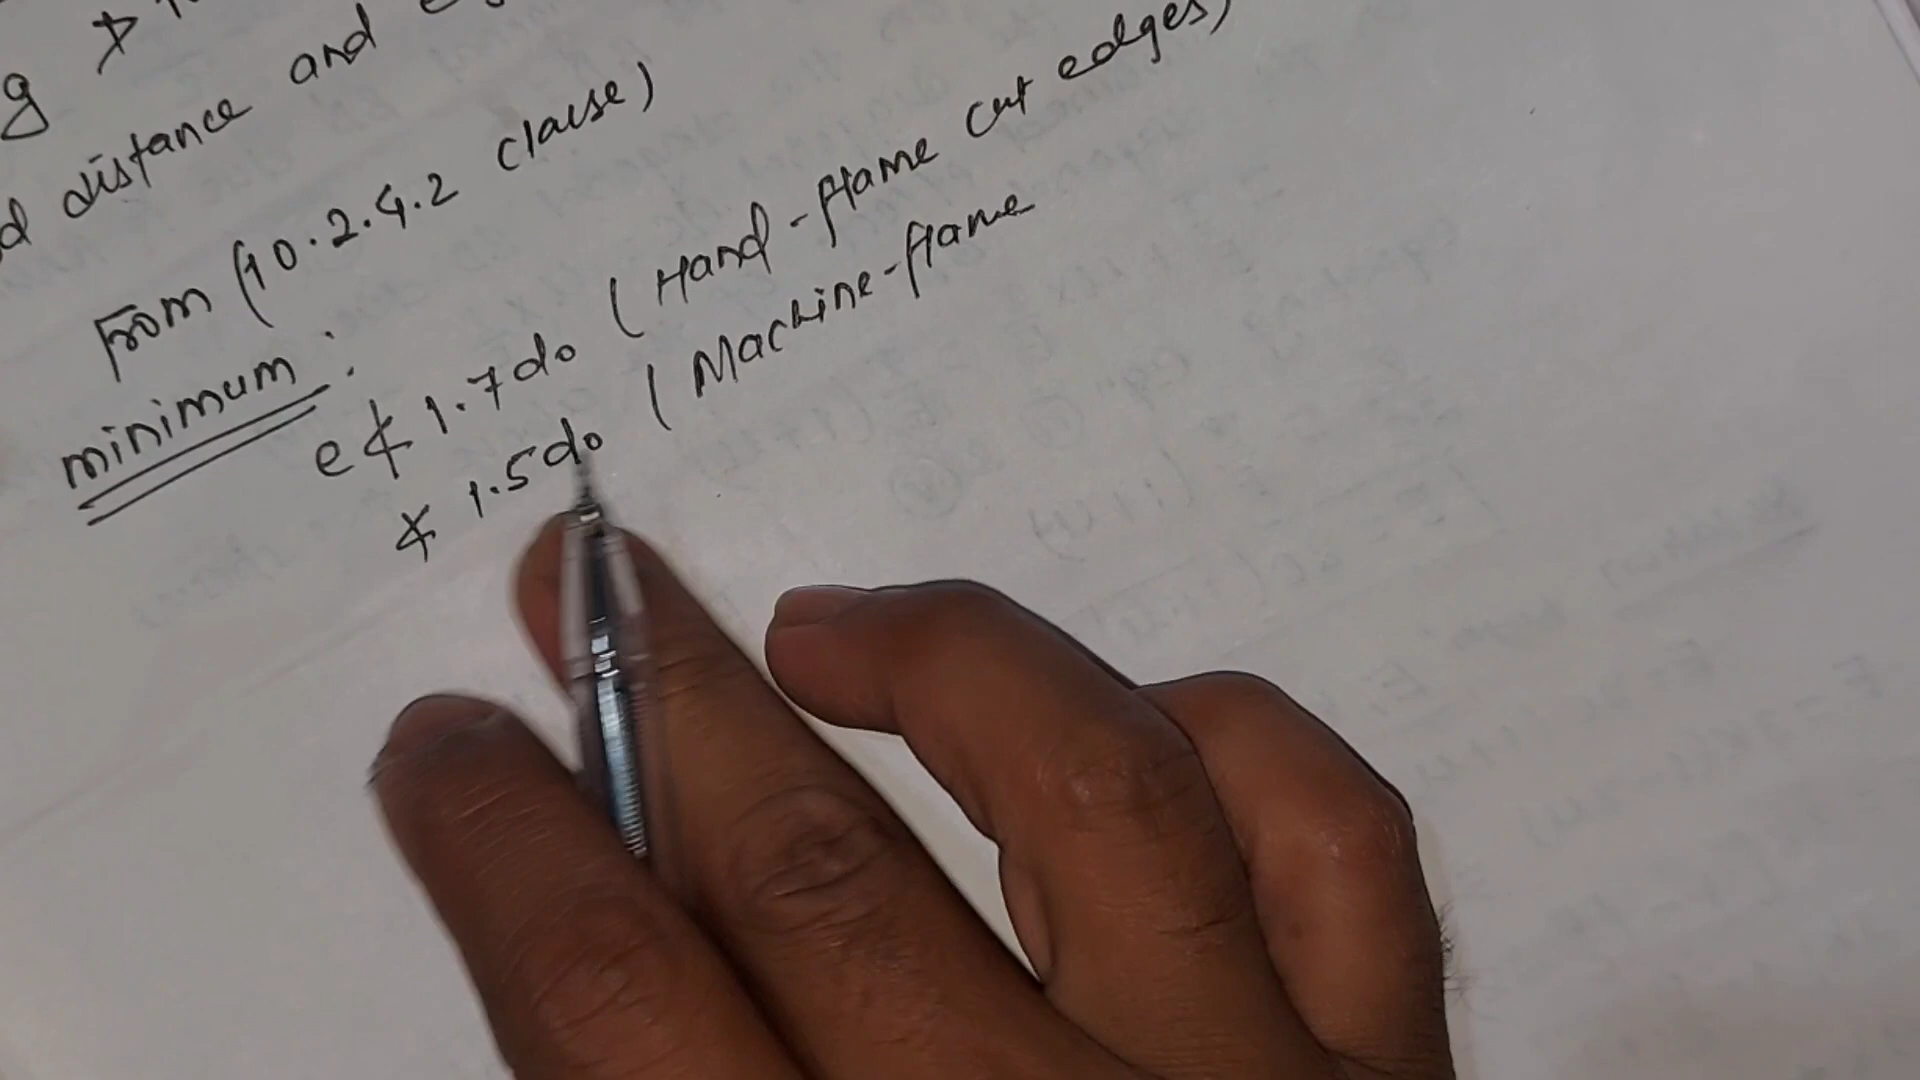 g ≯
distance and
From (10.2.4.2 clause)
minimum :
e ≮ 1.7do (Hand-flame cut edges)
≮ 1.5do (Machine-flame